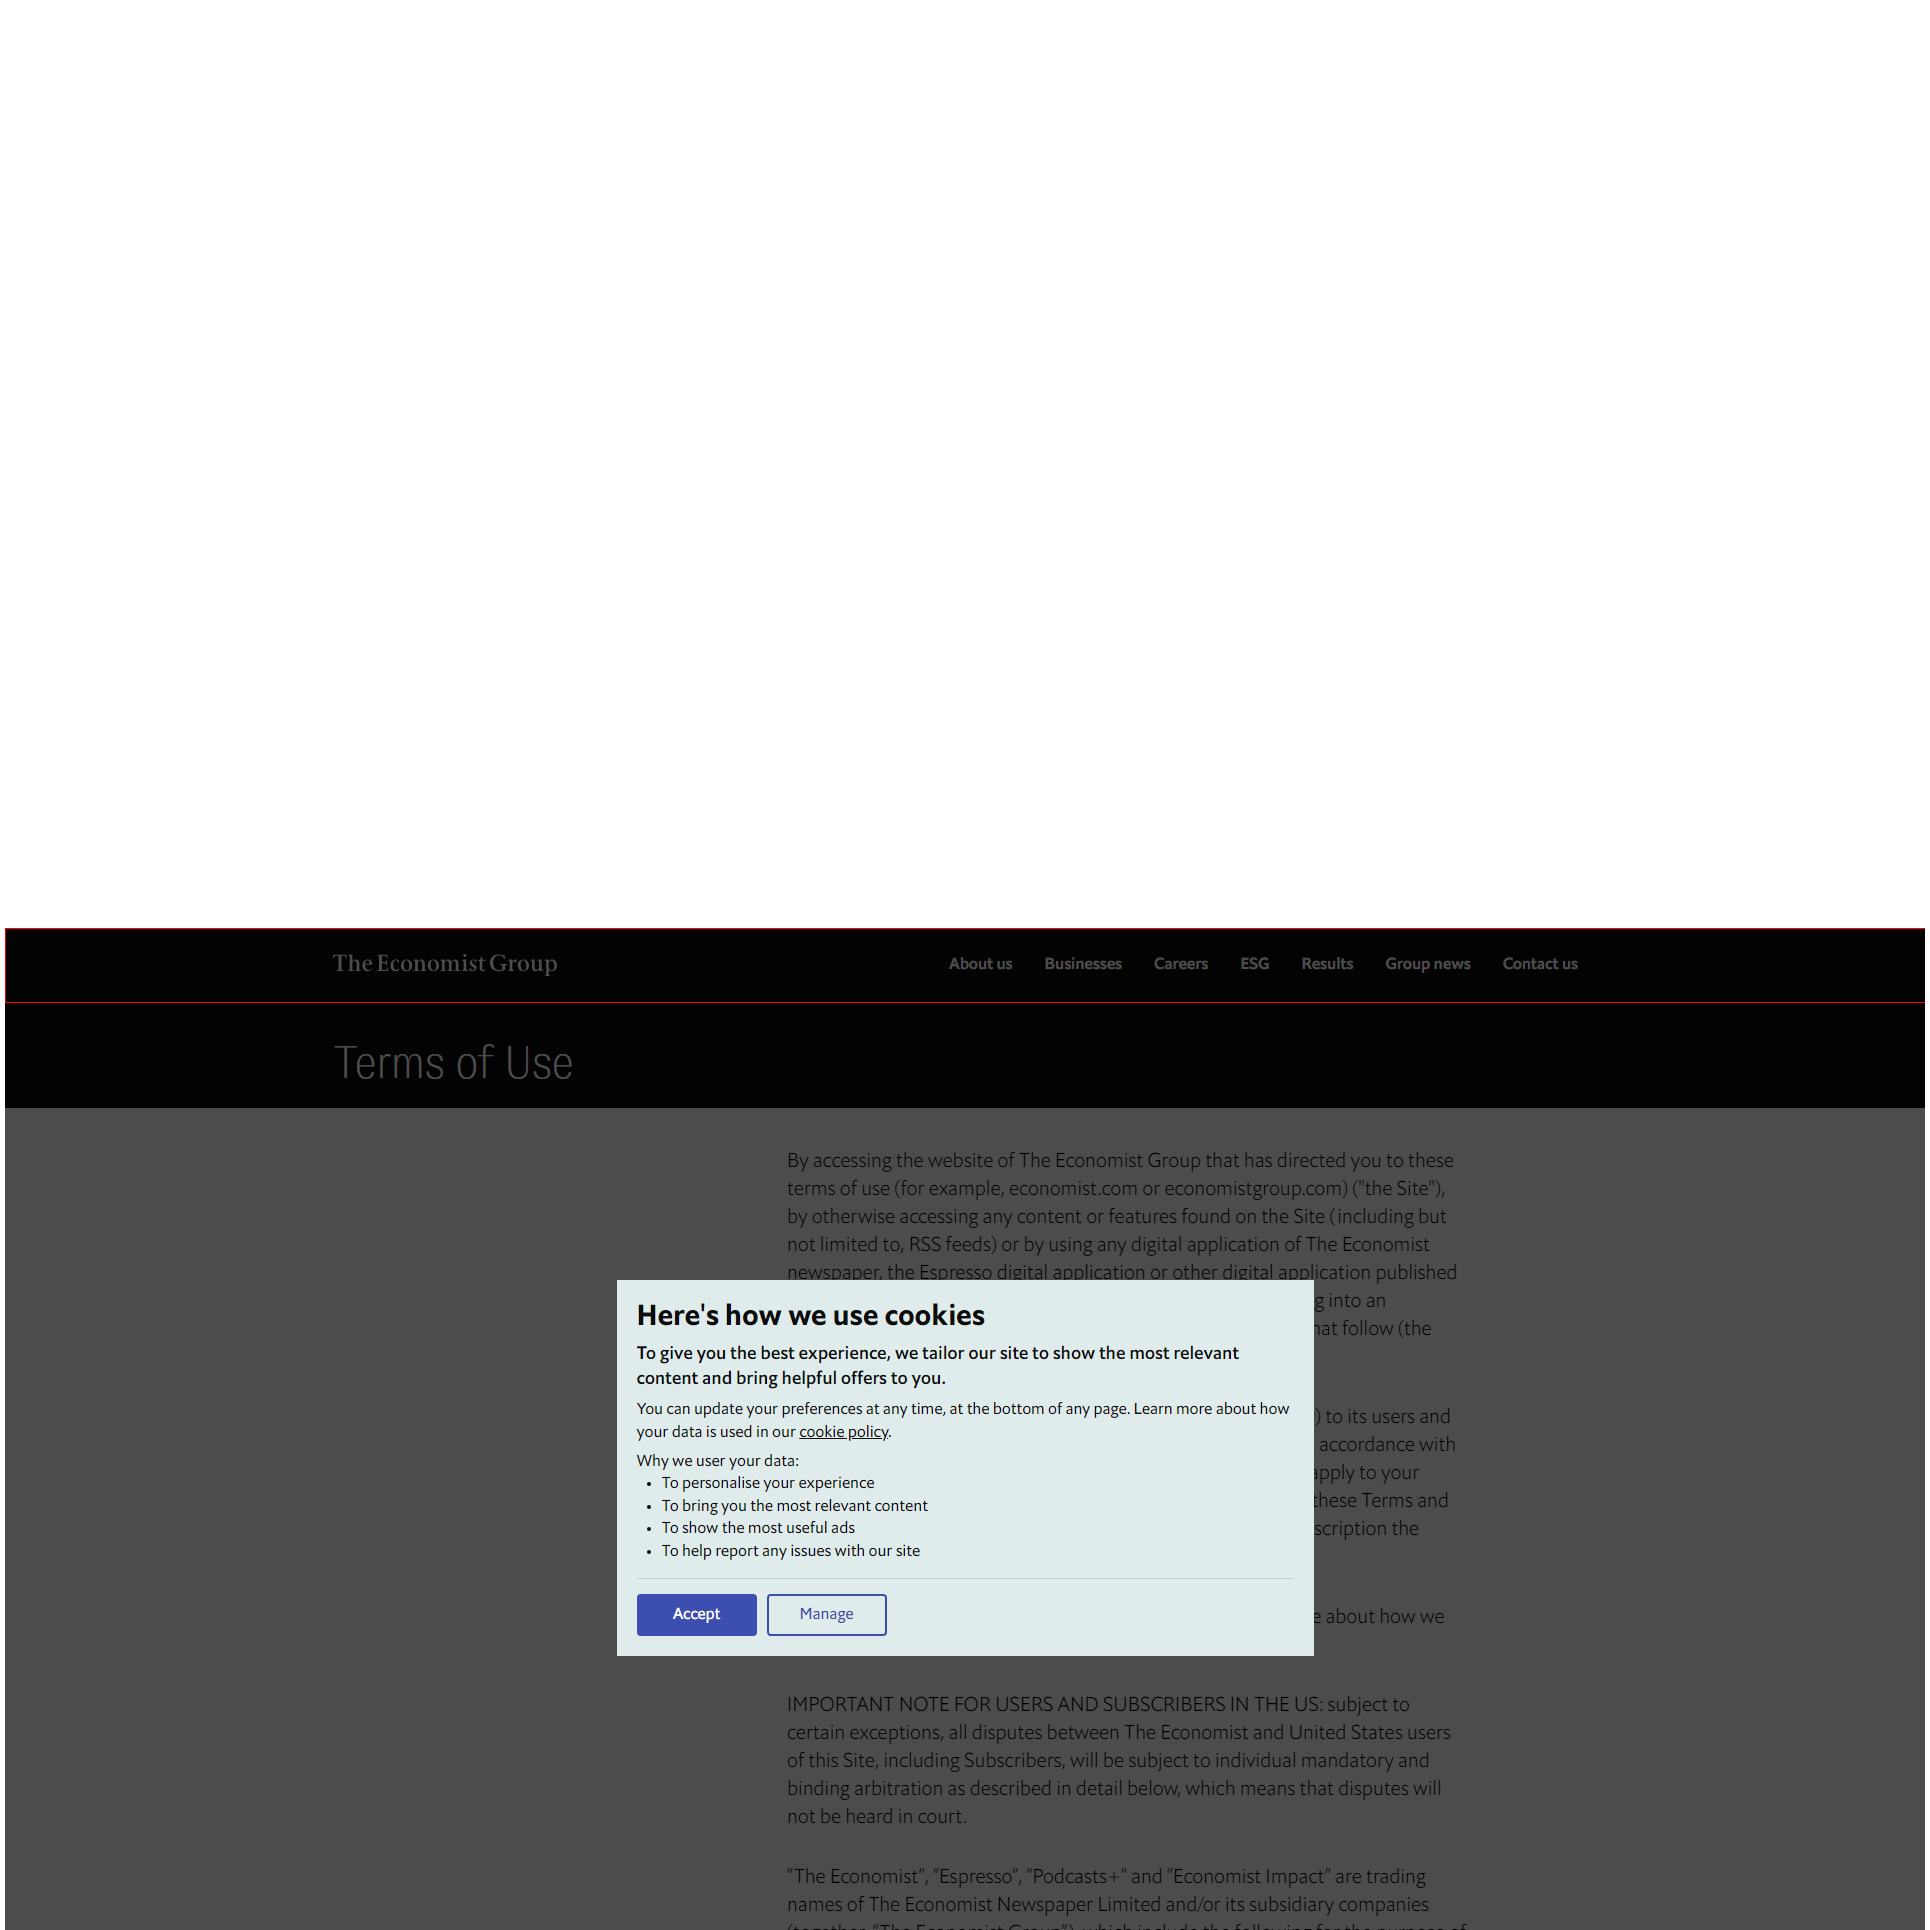 The Economist Group
About us Businesses Careers ESG Results Group news Contact us
Terms of Use
By accessing the website of The Economist Group that has directed you to these
terms of use (for example, economist.com or economistgroup.com) ("the Site"),
by otherwise accessing any content or features found on the Site (including but
not limited to, RSS feeds) or by using any digital application of The Economist
newspaper, the Espresso digital application or other digital application published
into an
follow (the
Here's how we use cookies
To give you the best experience, we tailor our site to show the most relevant
content and bring helpful offers to you.
You can update your preferences at any time, at the bottom of any page. Learn more about how
your data is used in our cookie policy.
Why we user your data:
• To personalise your experience
• To bring you the most relevant content
• To show the most useful ads
• To help report any issues with our site
Accept Manage
) to its users and
accordance with
apply to your
these Terms and
the
about how we
IMPORTANT NOTE FOR USERS AND SUBSCRIBERS IN THE US: subject to
certain exceptions, all disputes between The Economist and United States users
of this Site, including Subscribers, will be subject to individual mandatory and
binding arbitration as described in detail below, which means that disputes will
not be heard in court.
“The Economist”, “Espresso”, “Podcasts+” and “Economist Impact” are trading
names of The Economist Newspaper Limited and/or its subsidiary companies
(together, “The Economist Group”), which include the following for the purpose of